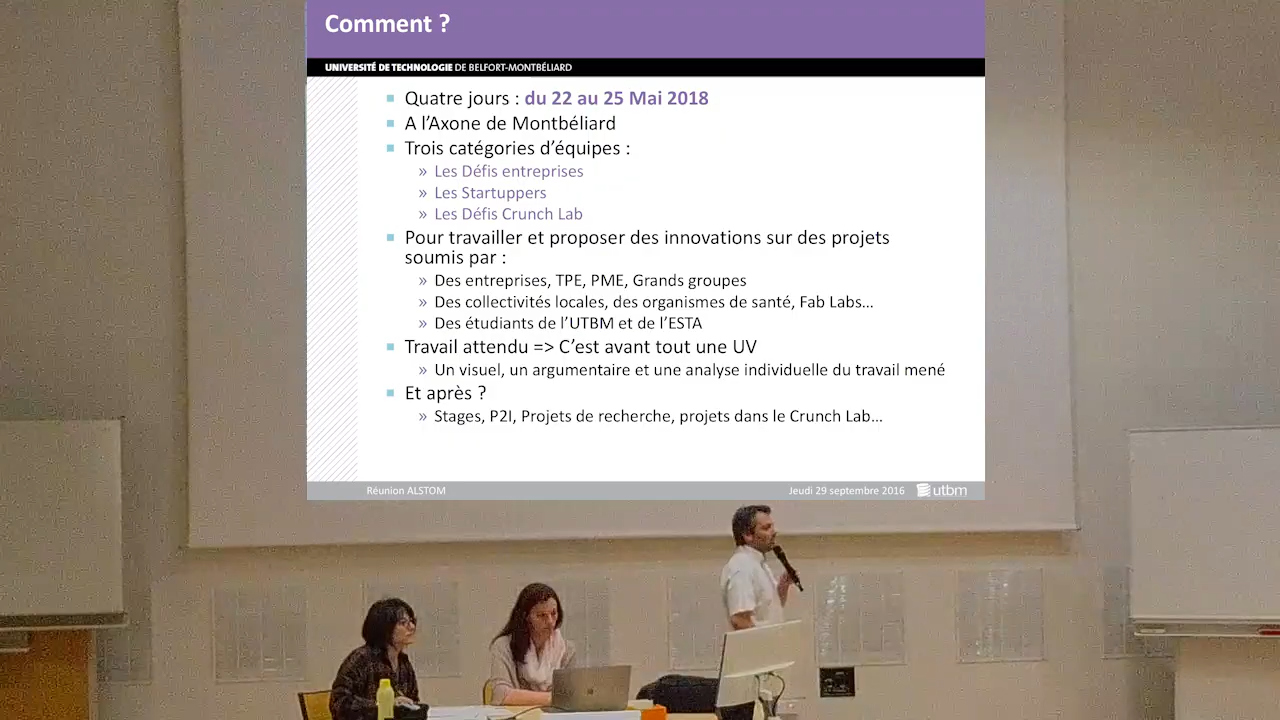 Comment ?
UNIVERSITÉ DE TECHNOLOGIE DE BELFORT-MONTBÉLIARD
Quatre jours : du 22 au 25 Mai 2018
A l'Axone de Montbéliard
Trois catégories d'équipes :
» Les Défis entreprises
» Les Startuppers
» Les Défis Crunch Lab
Pour travailler et proposer des innovations sur des projets
soumis par :
» Des entreprises, TPE, PME, Grands groupes
» Des collectivités locales, des organismes de santé, Fab Labs...
» Des étudiants de l'UTBM et de l'ESTA
Travail attendu => C'est avant tout une UV
» Un visuel, un argumentaire et une analyse individuelle du travail mené
Et après ?
» Stages, P2I, Projets de recherche, projets dans le Crunch Lab...
Réunion ALSTOM
Jeudi 29 septembre 2016
utbm